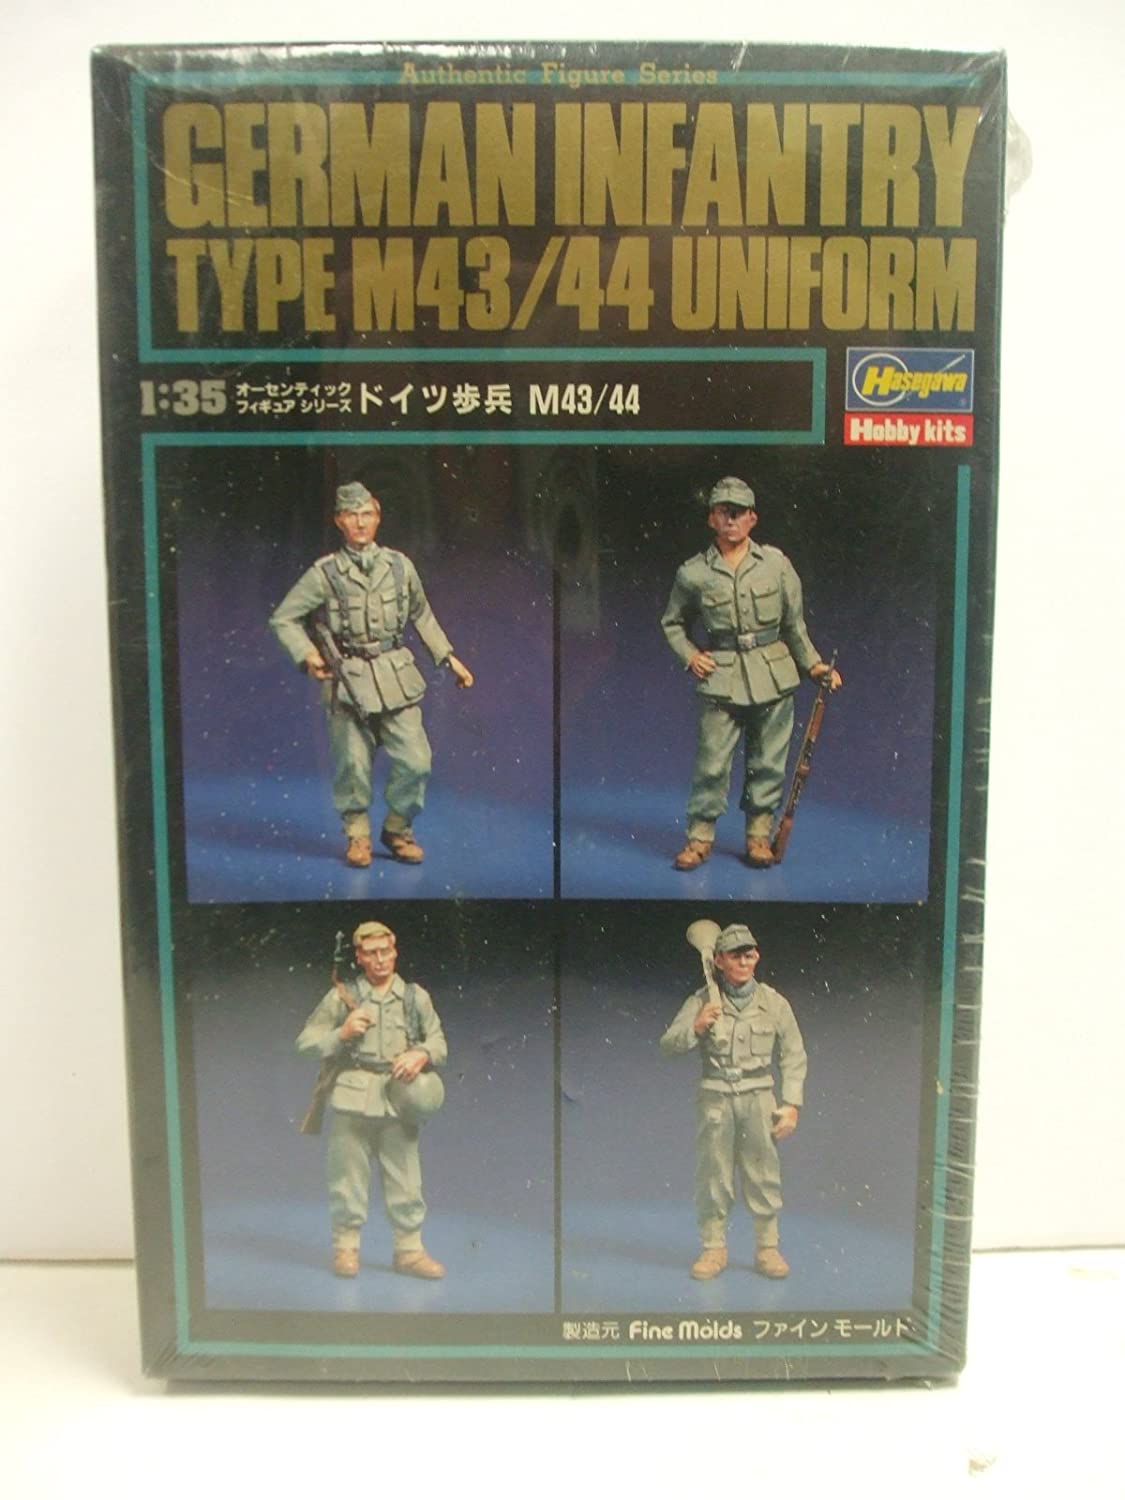 Authentic Figure Series
GERMAN INFANTRY
TYPE M43/44 UNIFORM
1:35 オーセンティック
フィギュア シリーズ ドイツ歩兵 M43/44
Hasegawa
Hobby kits
製造元 Fine Molds ファイン モールド